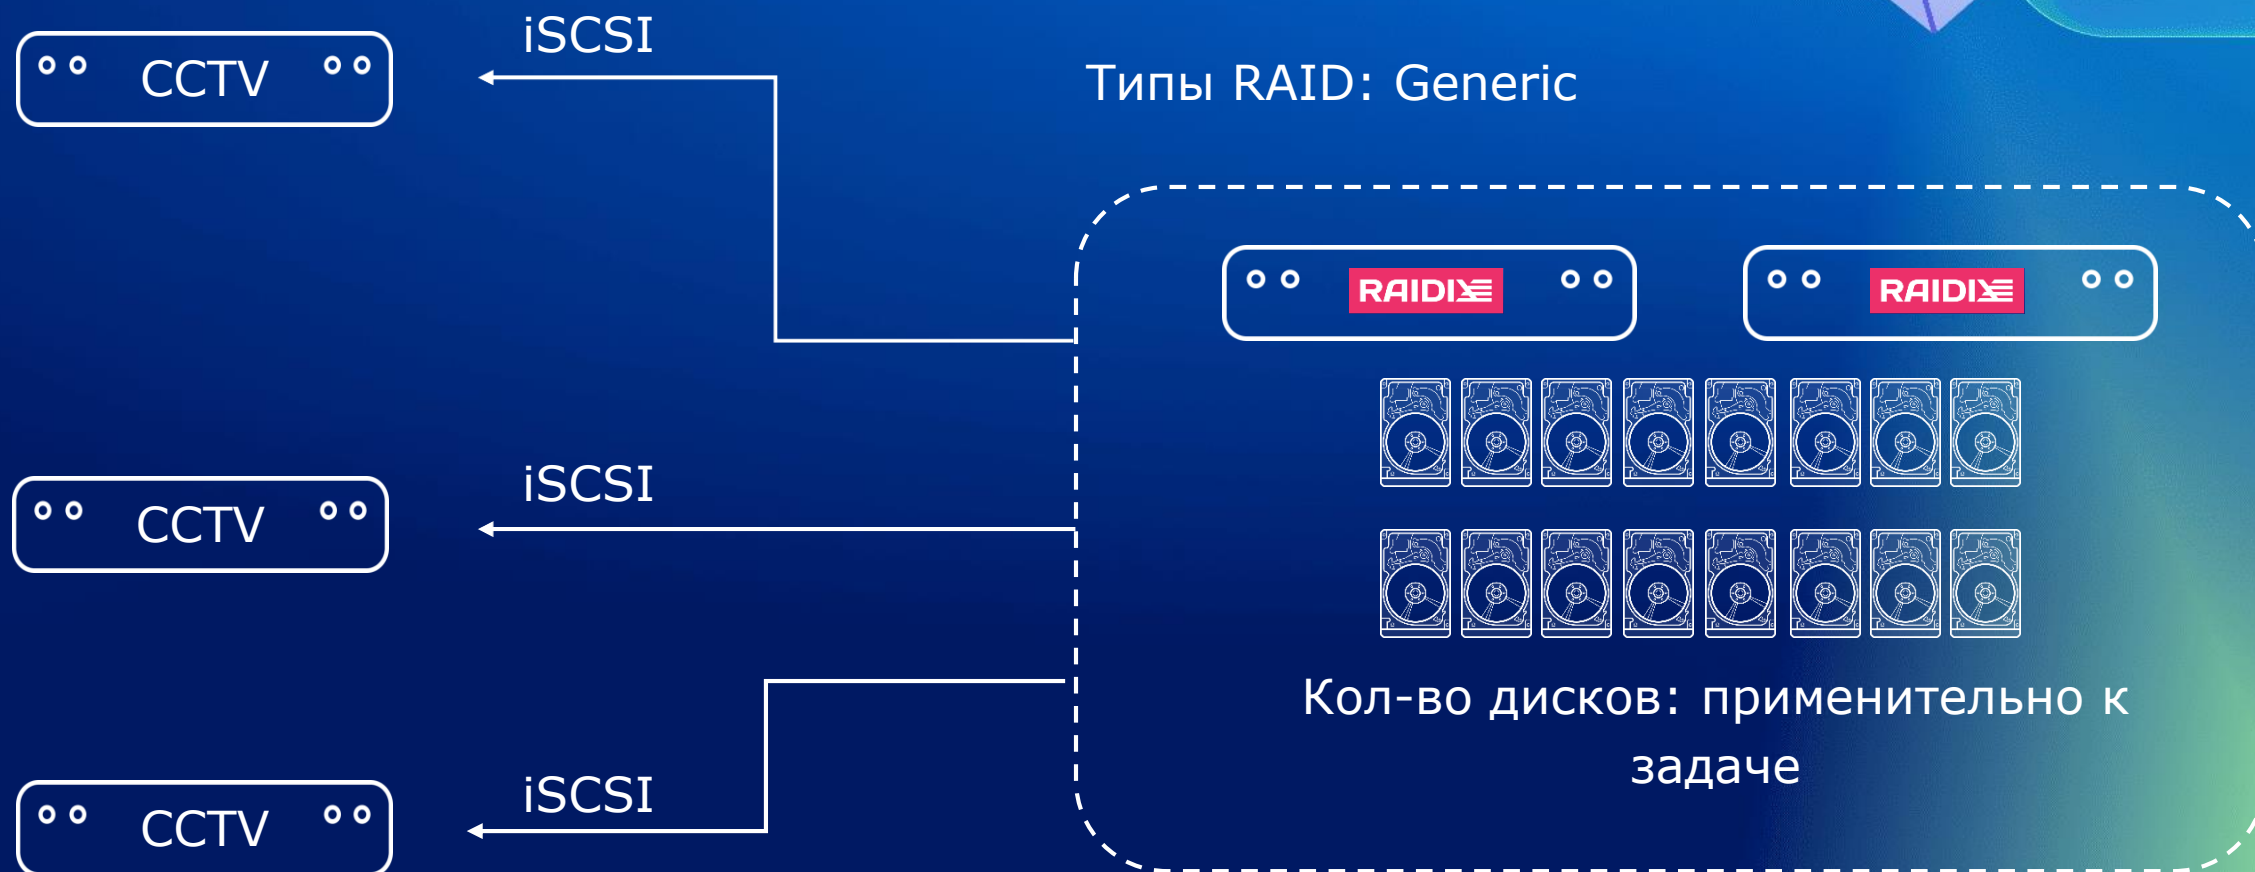 iSCSI
CCTV
Типы RAID: Generic
RAIDIX
RAIDIX
iSCSI
CCTV
Кол-во дисков: применительно к
задаче
iSCSI
CCTV